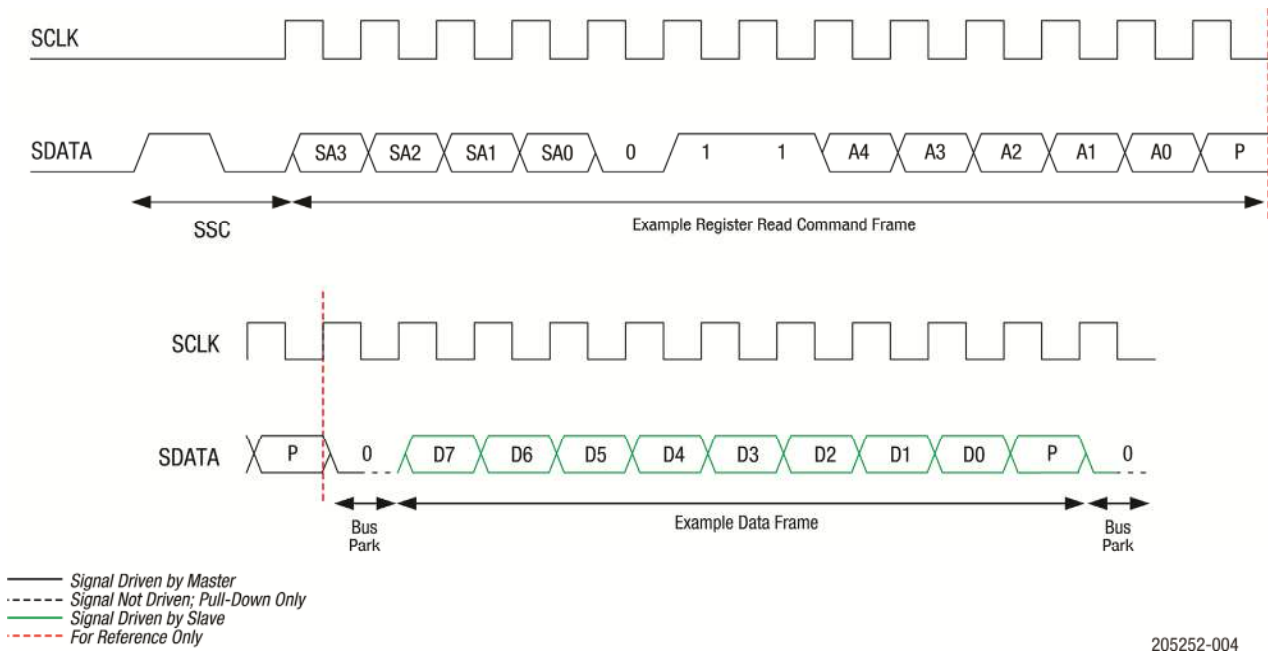 SCLK
SDATA SA3 SA2 SA1 SA0 0 1 1 A4 A3 A2 A1 A0 P
SSC
Example Register Read Command Frame
SCLK
SDATA P 0 D7 D6 D5 D4 D3 D2 D1 D0 P 0
Bus
Park
Example Data Frame
Bus
Park
Signal Driven by Master
Signal Not Driven; Pull-Down Only
Signal Driven by Slave
For Reference Only
205252-004